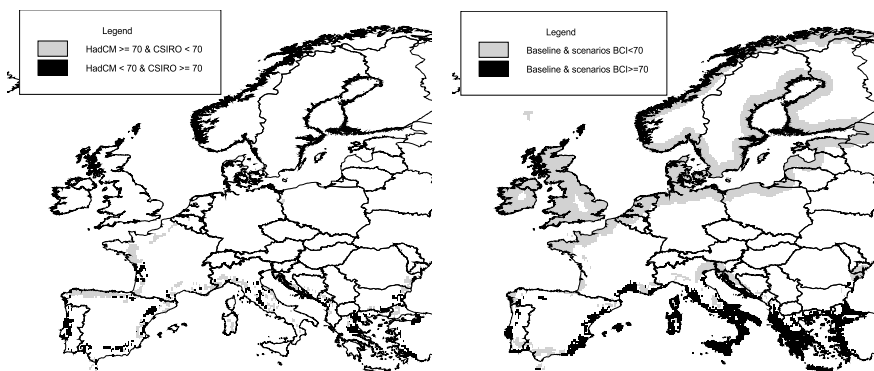 Legend
HadCM >= 70 & CSIRO < 70
HadCM < 70 & CSIRO >= 70
Legend
Baseline & scenarios BCI<70
Baseline & scenarios BCI>=70